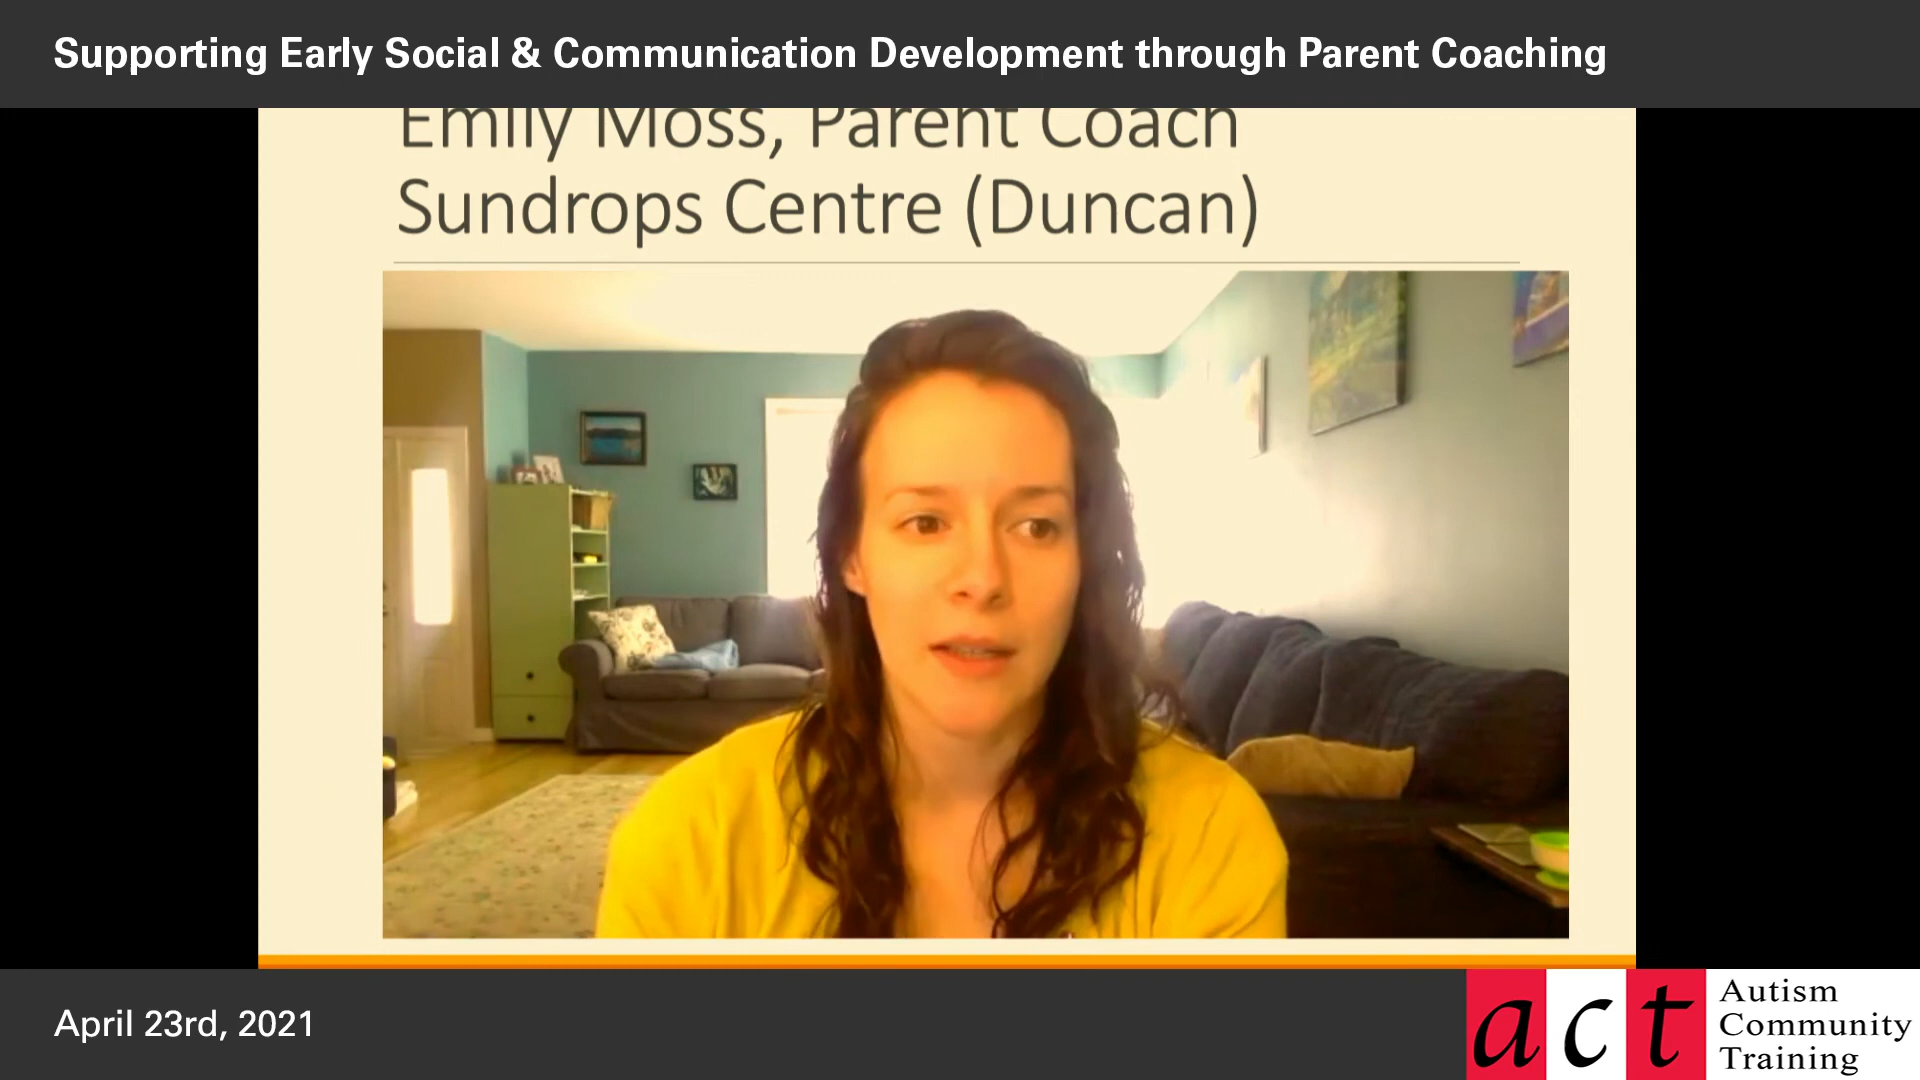 Supporting Early Social & Communication Development through Parent Coaching
Emily Moss, Parent Coach
Sundrops Centre (Duncan)
April 23rd, 2021
act
Autism
Community
Training